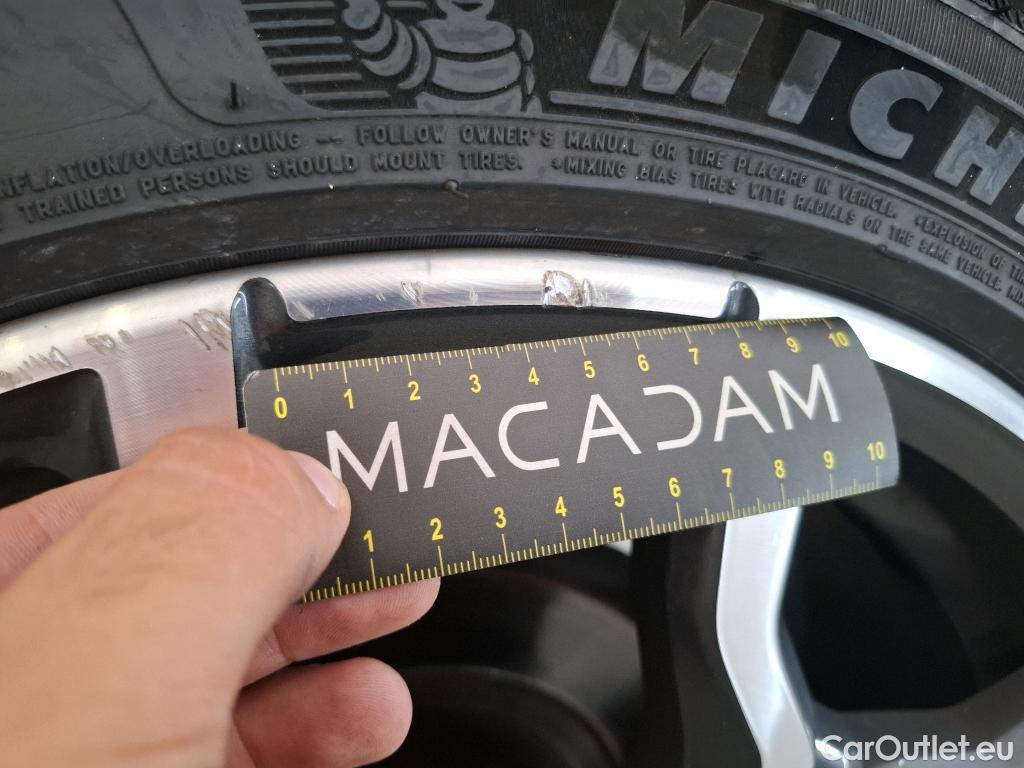 MICH
NFLATION/OVERLOADING -- FOLLOW OWNER'S MANUAL OR TIRE PLACARD IN VEHICLE. •EXPLOSION OF
TRAINED PERSONS SHOULD MOUNT TIRES. •MIXING BIAS TIRES WITH RADIALS ON THE SAME VEHICLE.
0 1 2 3 4 5 6 7 8 9 10
MACADAM
1 2 3 4 5 6 7 8 9 10
CarOutlet.eu